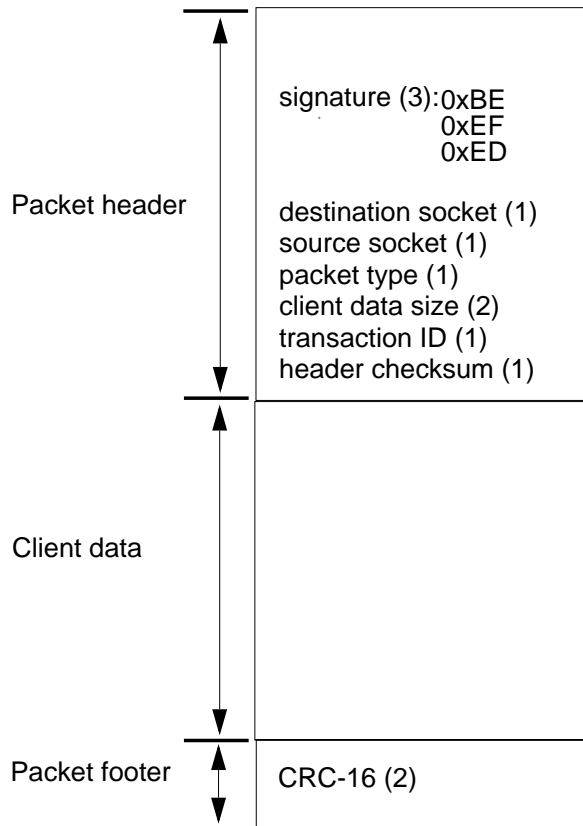 Packet header
signature (3): 0xBE
0xEF
0xED
destination socket (1)
source socket (1)
packet type (1)
client data size (2)
transaction ID (1)
header checksum (1)
Client data
Packet footer
CRC-16 (2)